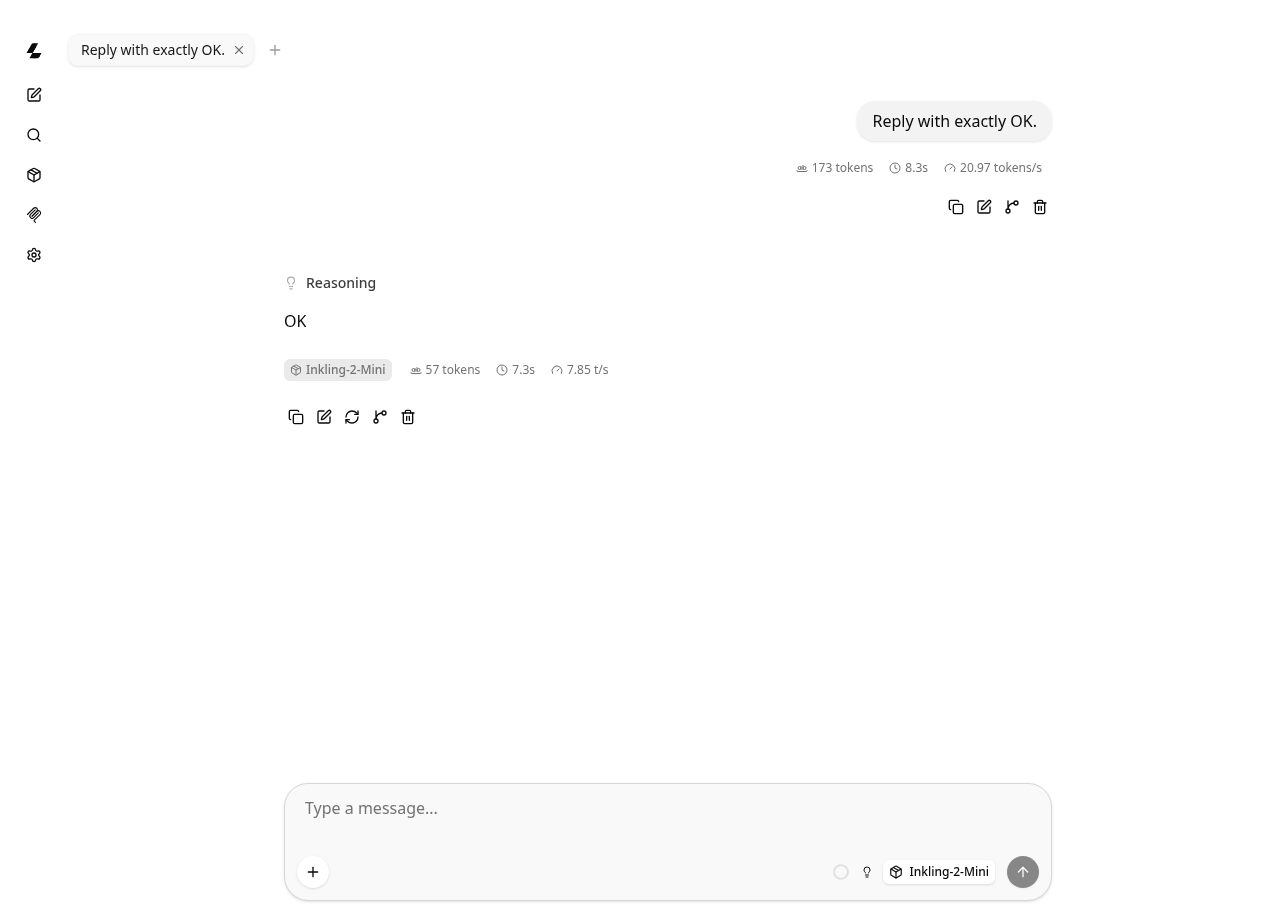 Reply with exactly OK.
Reply with exactly OK.
173 tokens 8.3s 20.97 tokens/s
Reasoning
OK
Inkling-2-Mini 57 tokens 7.3s 7.85 t/s
Type a message...
Inkling-2-Mini